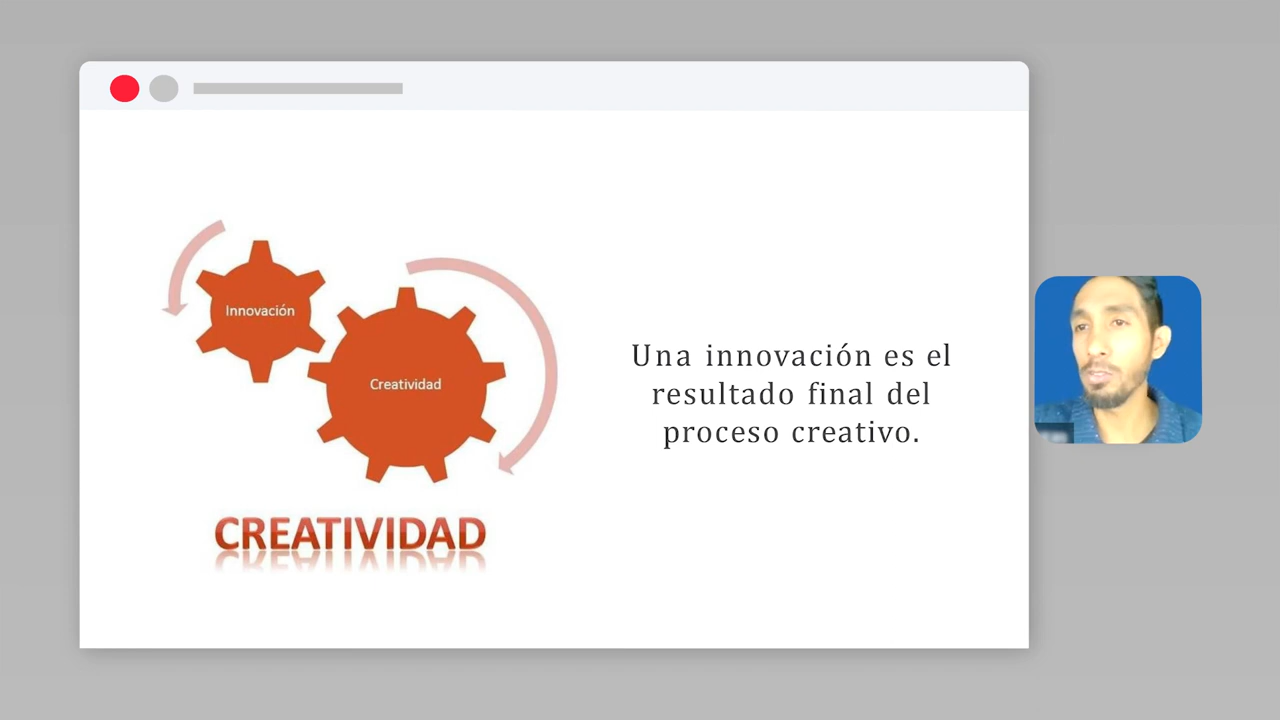 Innovación
Creatividad
CREATIVIDAD
Una innovación es el
resultado final del
proceso creativo.